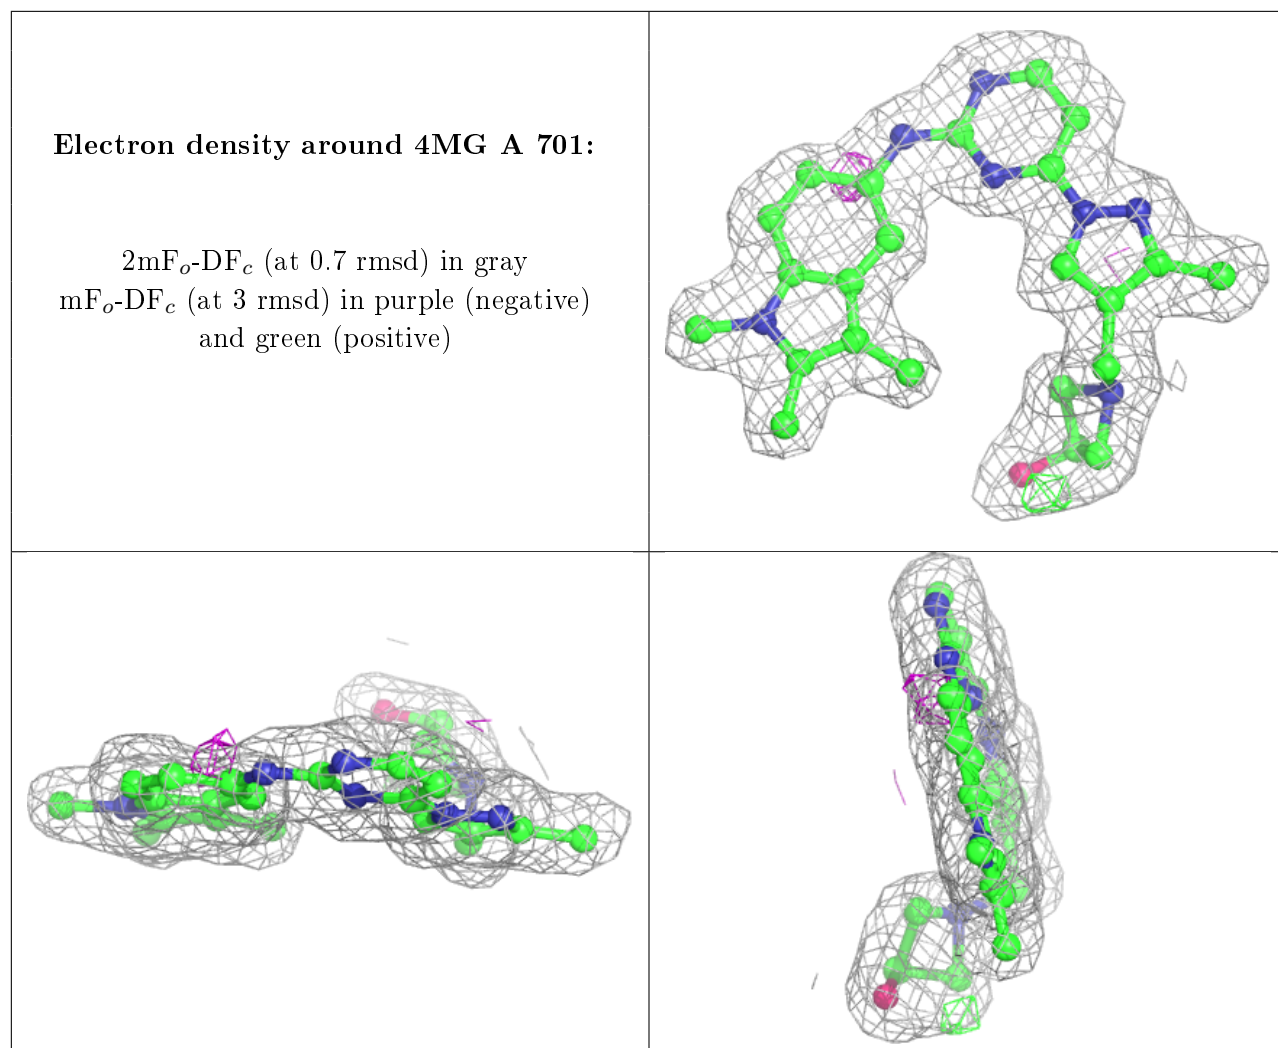 Electron density around 4MG A 701:
2mFo-DFc (at 0.7 rmsd) in gray
mFo-DFc (at 3 rmsd) in purple (negative)
and green (positive)